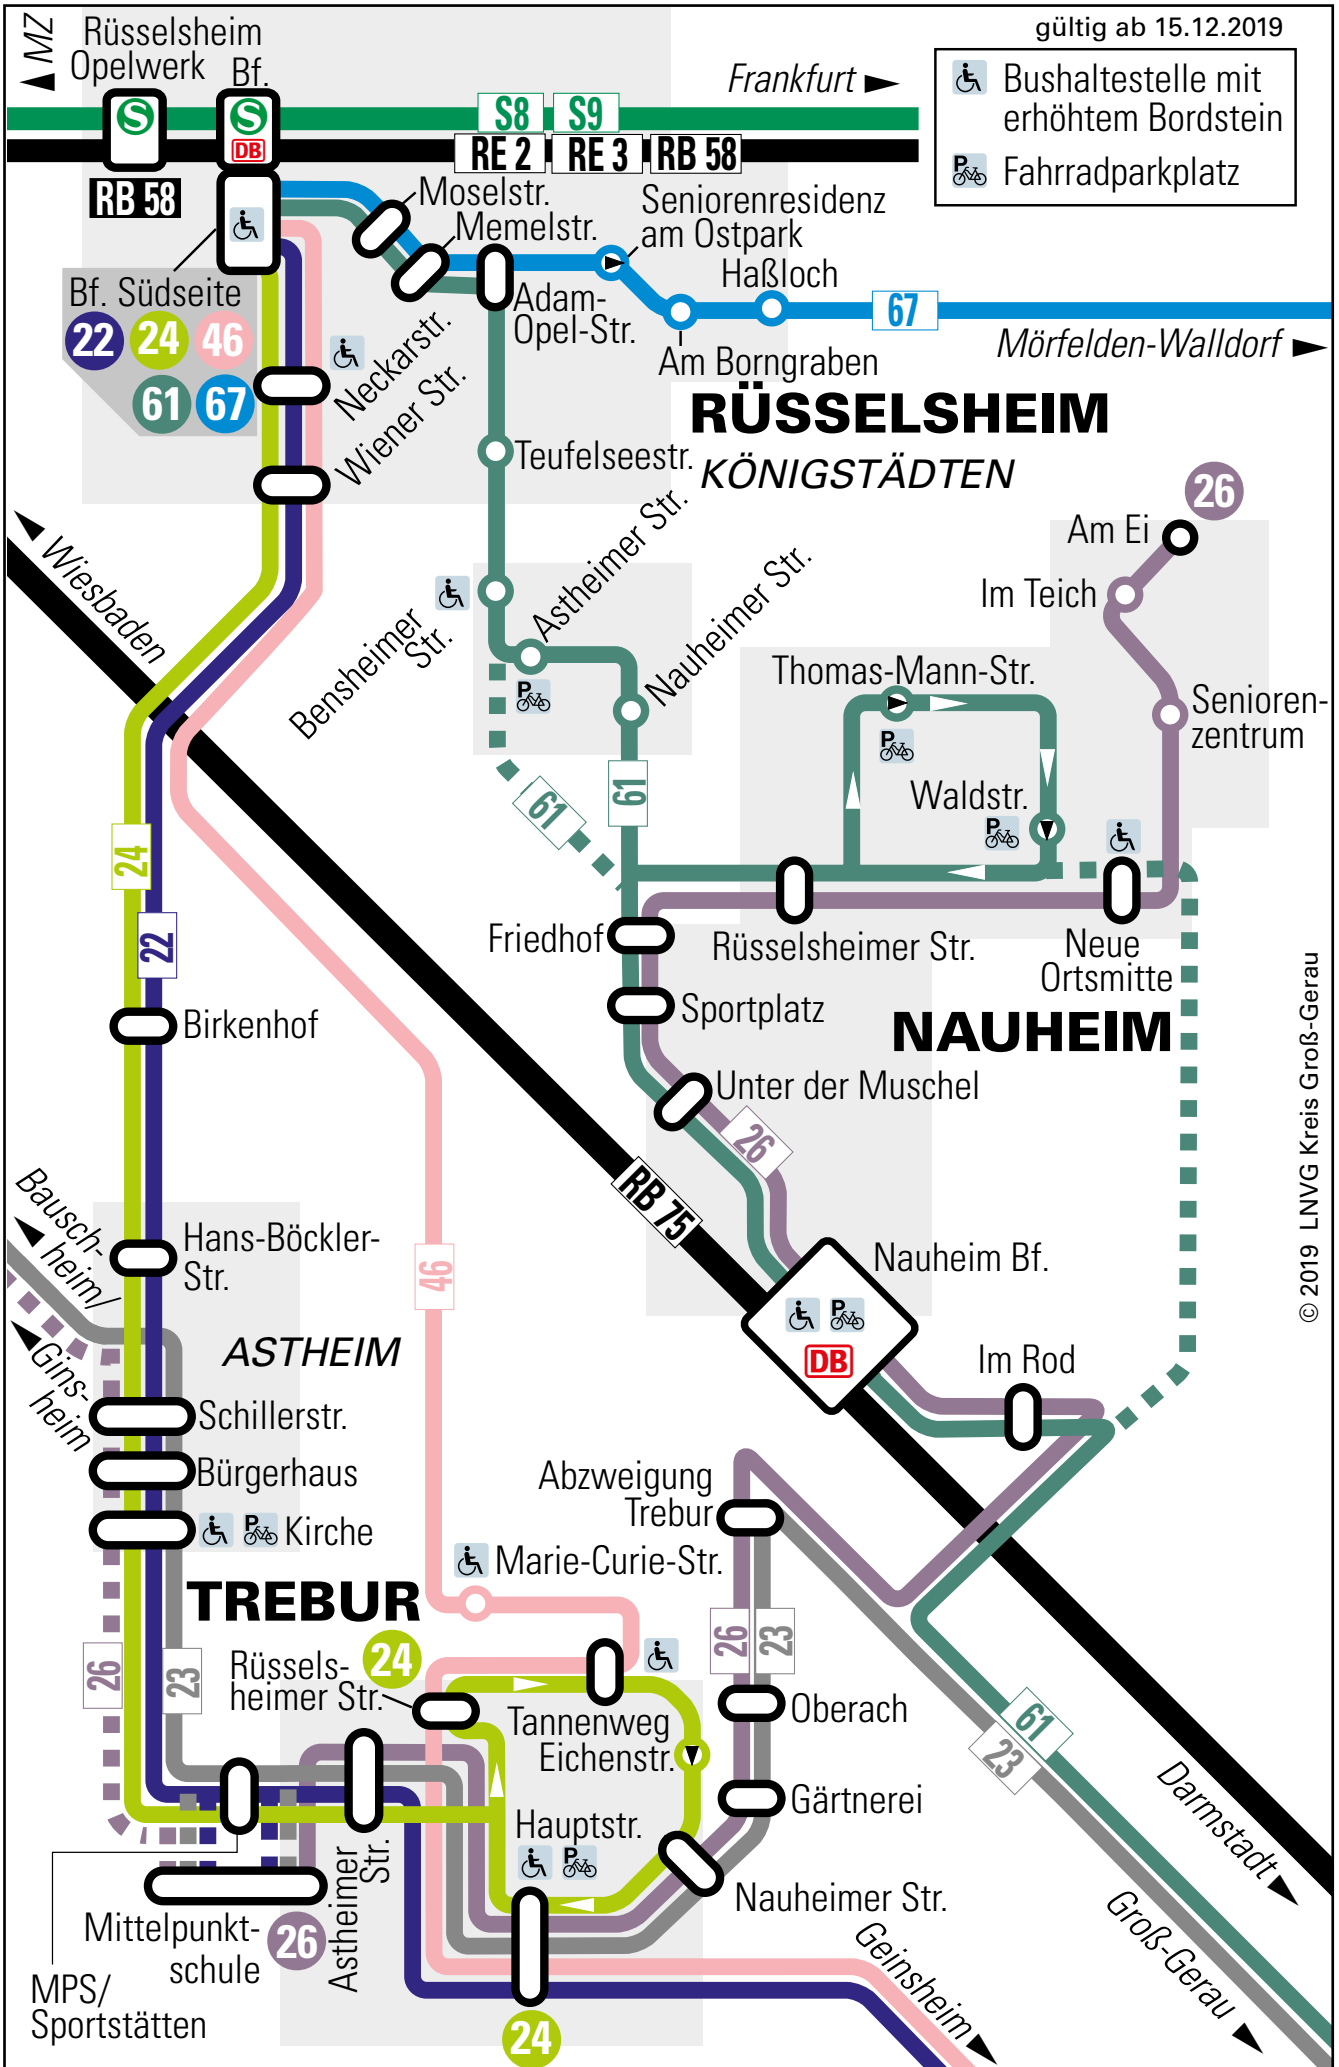 gültig ab 15.12.2019
MZ
Rüsselsheim
Opelwerk
Bf.
Frankfurt
Bushaltestelle mit
erhöhtem Bordstein
P Fahrradparkplatz
S
S
DB
S8 S9
RE 2 RE 3 RB 58
RB 58
Moselstr.
Memelstr.
Seniorenresidenz
am Ostpark
Haßloch
Bf. Südseite
22 24 46
61 67
Adam-
Opel-Str.
67
Am Borngraben
Mörfelden-Walldorf
Neckarstr.
Wiener Str.
RÜSSELSHEIM
KÖNIGSTÄDTEN
Teufelseestr.
26
Am Ei
Im Teich
Wiesbaden
Bensheimer
Str.
Astheimer Str.
P
Nauheimer Str.
Thomas-Mann-Str.
P
Senioren-
zentrum
61
61
Waldstr.
P
24
22
Friedhof
Rüsselsheimer Str.
Neue
Ortsmitte
Sportplatz
Birkenhof
NAUHEIM
Unter der Muschel
26
RB 75
© 2019 LNVG Kreis Groß-Gerau
Bausch-
heim/
Gins-
heim
Hans-Böckler-
Str.
46
Nauheim Bf.
P
DB
ASTHEIM
Im Rod
Schillerstr.
Bürgerhaus
P Kirche
Abzweigung
Trebur
Marie-Curie-Str.
TREBUR
24
Rüssels-
heimer Str.
26
23
26
23
Tannenweg
Eichenstr.
Oberach
61
23
Gärtnerei
Darmstadt
Hauptstr.
P
Mittelpunkt-
schule
26
Astheimer
Str.
Nauheimer Str.
Groß-Gerau
Geinsheim
MPS/
Sportstätten
24